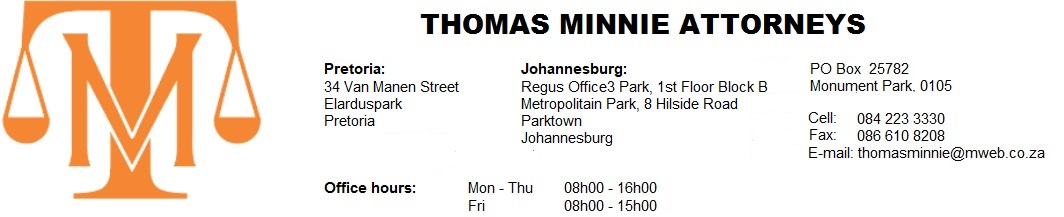 TM
THOMAS MINNIE ATTORNEYS
Pretoria:
34 Van Manen Street
Elarduspark
Pretoria
Johannesburg:
Regus Office3 Park, 1st Floor Block B
Metropolitain Park, 8 Hilside Road
Parktown
Johannesburg
PO Box 25782
Monument Park. 0105
Cell: 084 223 3330
Fax: 086 610 8208
E-mail: thomasminnie@mweb.co.za
Office hours: Mon - Thu 08h00 - 16h00
Fri 08h00 - 15h00